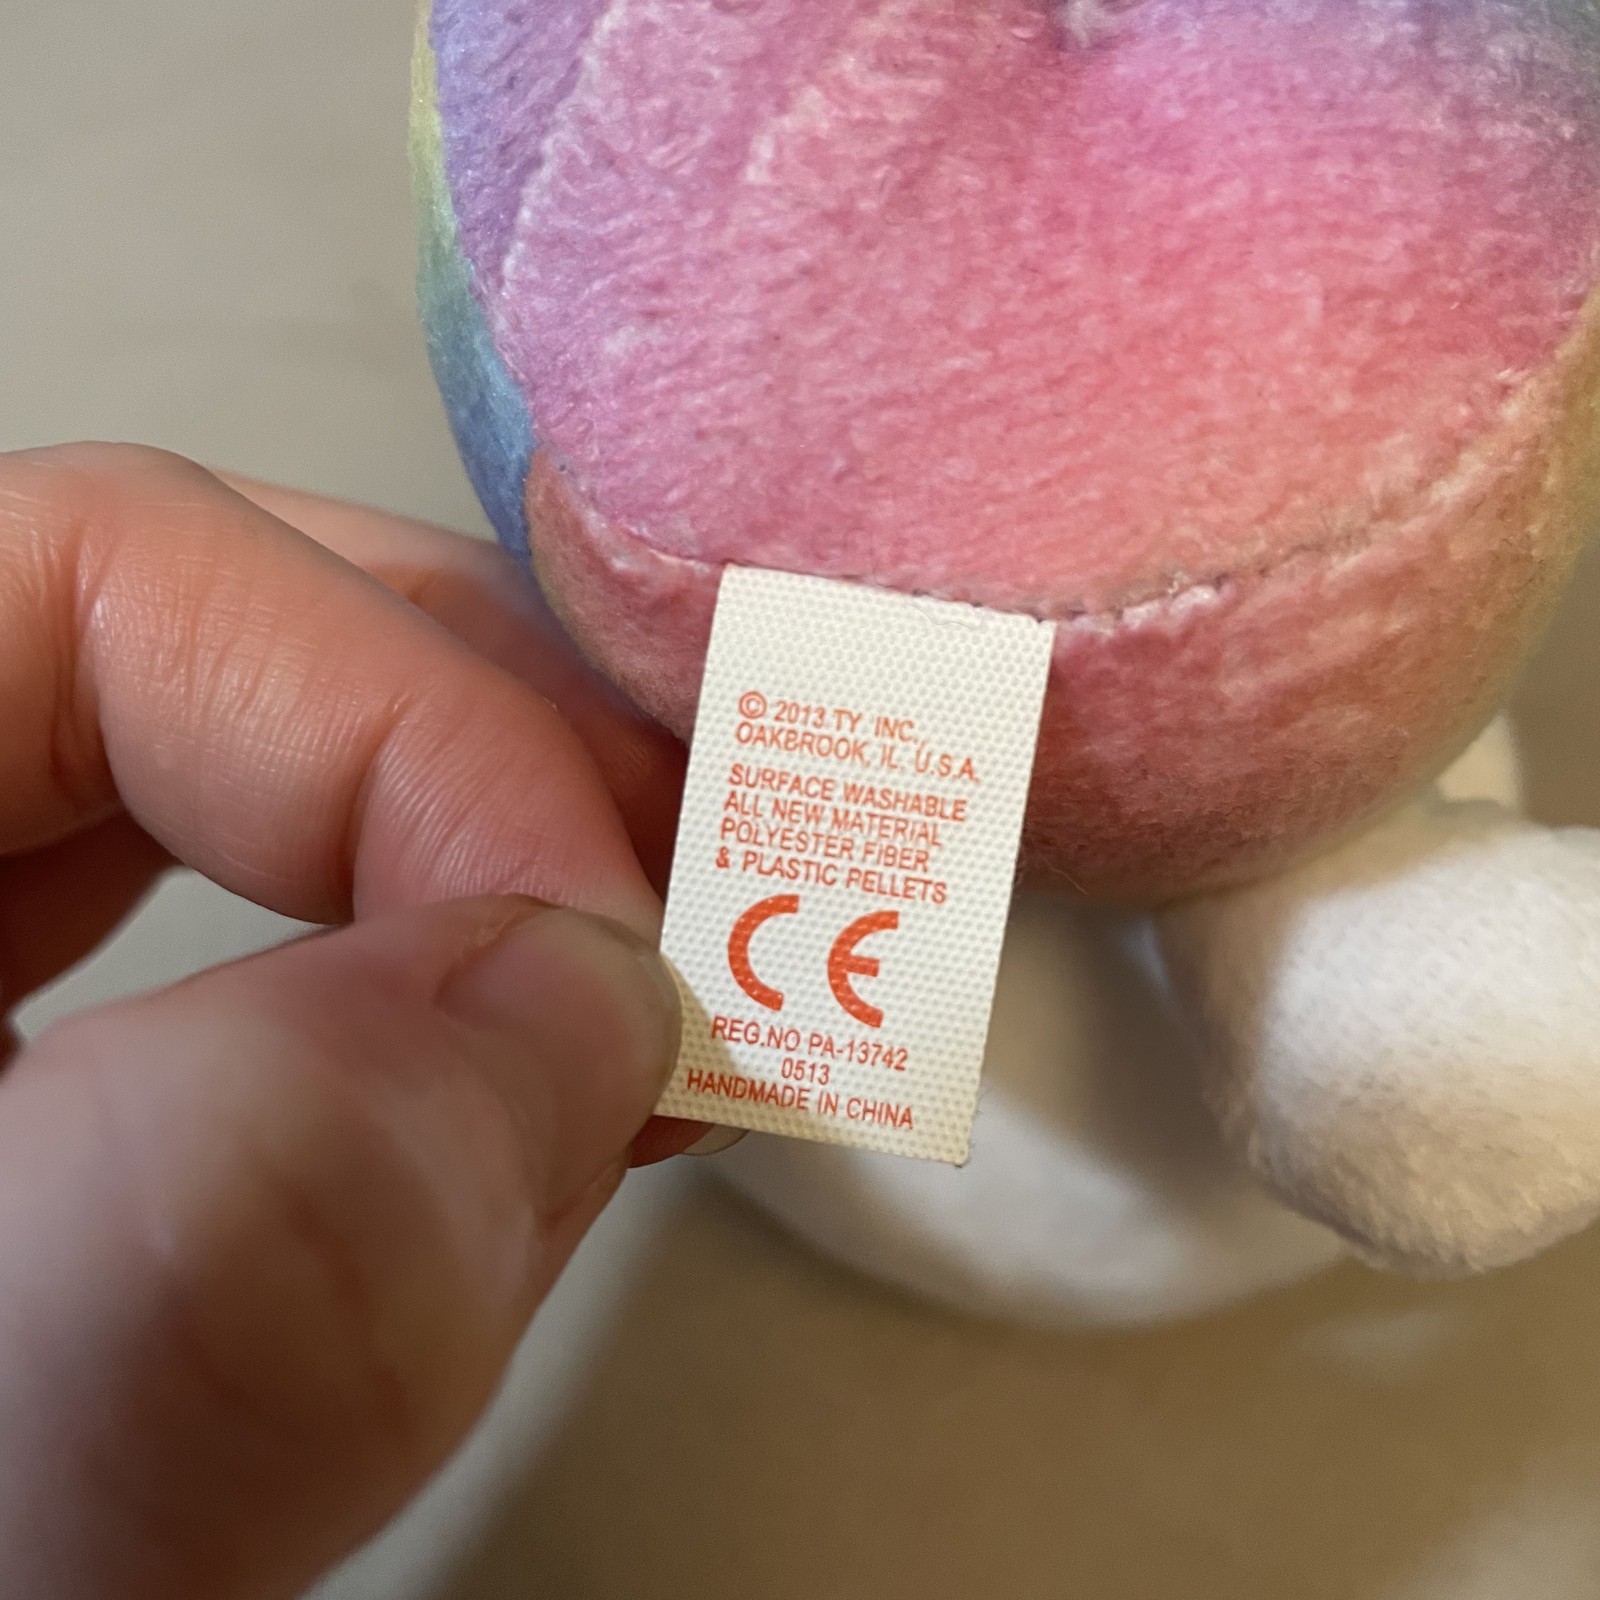 © 2013 TY INC.
OAKBROOK, IL. U.S.A.
SURFACE WASHABLE
ALL NEW MATERIAL
POLYESTER FIBER
& PLASTIC PELLETS
CE
REG.NO PA-13742
0513
HANDMADE IN CHINA